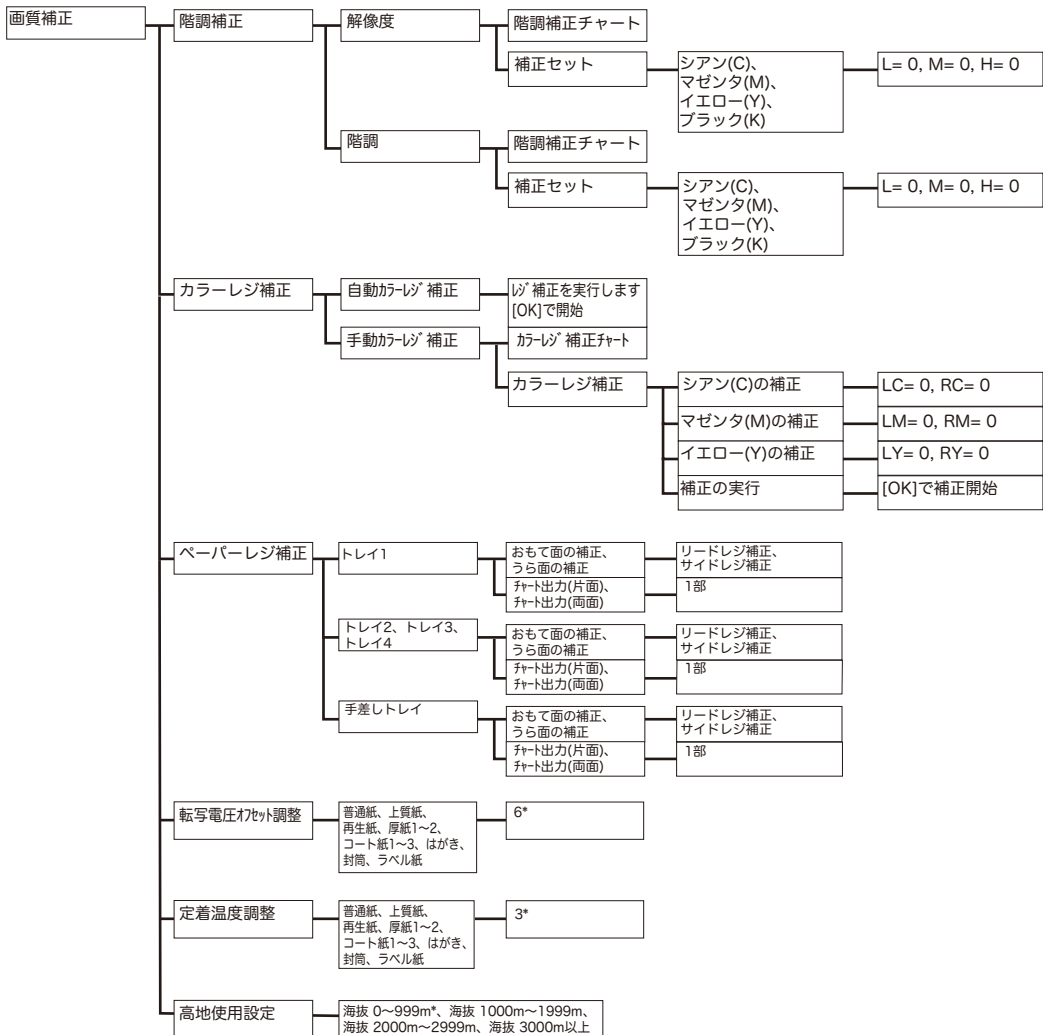 画質補正
階調補正
解像度
階調補正チャート
補正セット
シアン(C)、
マゼンタ(M)、
イエロー(Y)、
ブラック(K)
L= 0, M= 0, H= 0
階調
階調補正チャート
補正セット
シアン(C)、
マゼンタ(M)、
イエロー(Y)、
ブラック(K)
L= 0, M= 0, H= 0
カラーレジ補正
自動ｶﾗｰﾚｼﾞ補正
ﾚｼﾞ補正を実行します
[OK]で開始
手動ｶﾗｰﾚｼﾞ補正
ｶﾗｰﾚｼﾞ補正ﾁｬｰﾄ
カラーレジ補正
シアン(C)の補正
LC= 0, RC= 0
マゼンタ(M)の補正
LM= 0, RM= 0
イエロー(Y)の補正
LY= 0, RY= 0
補正の実行
[OK]で補正開始
ペーパーレジ補正
トレイ1
おもて面の補正、
うら面の補正
リードレジ補正、
サイドレジ補正
ﾁｬｰﾄ出力(片面)、
ﾁｬｰﾄ出力(両面)
1部
トレイ2、トレイ3、
トレイ4
おもて面の補正、
うら面の補正
リードレジ補正、
サイドレジ補正
ﾁｬｰﾄ出力(片面)、
ﾁｬｰﾄ出力(両面)
1部
手差しトレイ
おもて面の補正、
うら面の補正
リードレジ補正、
サイドレジ補正
ﾁｬｰﾄ出力(片面)、
ﾁｬｰﾄ出力(両面)
1部
転写電圧ｵﾌｾｯﾄ調整
普通紙、上質紙、
再生紙、厚紙1～2、
コート紙1～3、はがき、
封筒、ラベル紙
6*
定着温度調整
普通紙、上質紙、
再生紙、厚紙1～2、
コート紙1～3、はがき、
封筒、ラベル紙
3*
高地使用設定
海抜 0～999m*、海抜 1000m～1999m、
海抜 2000m～2999m、海抜 3000m以上